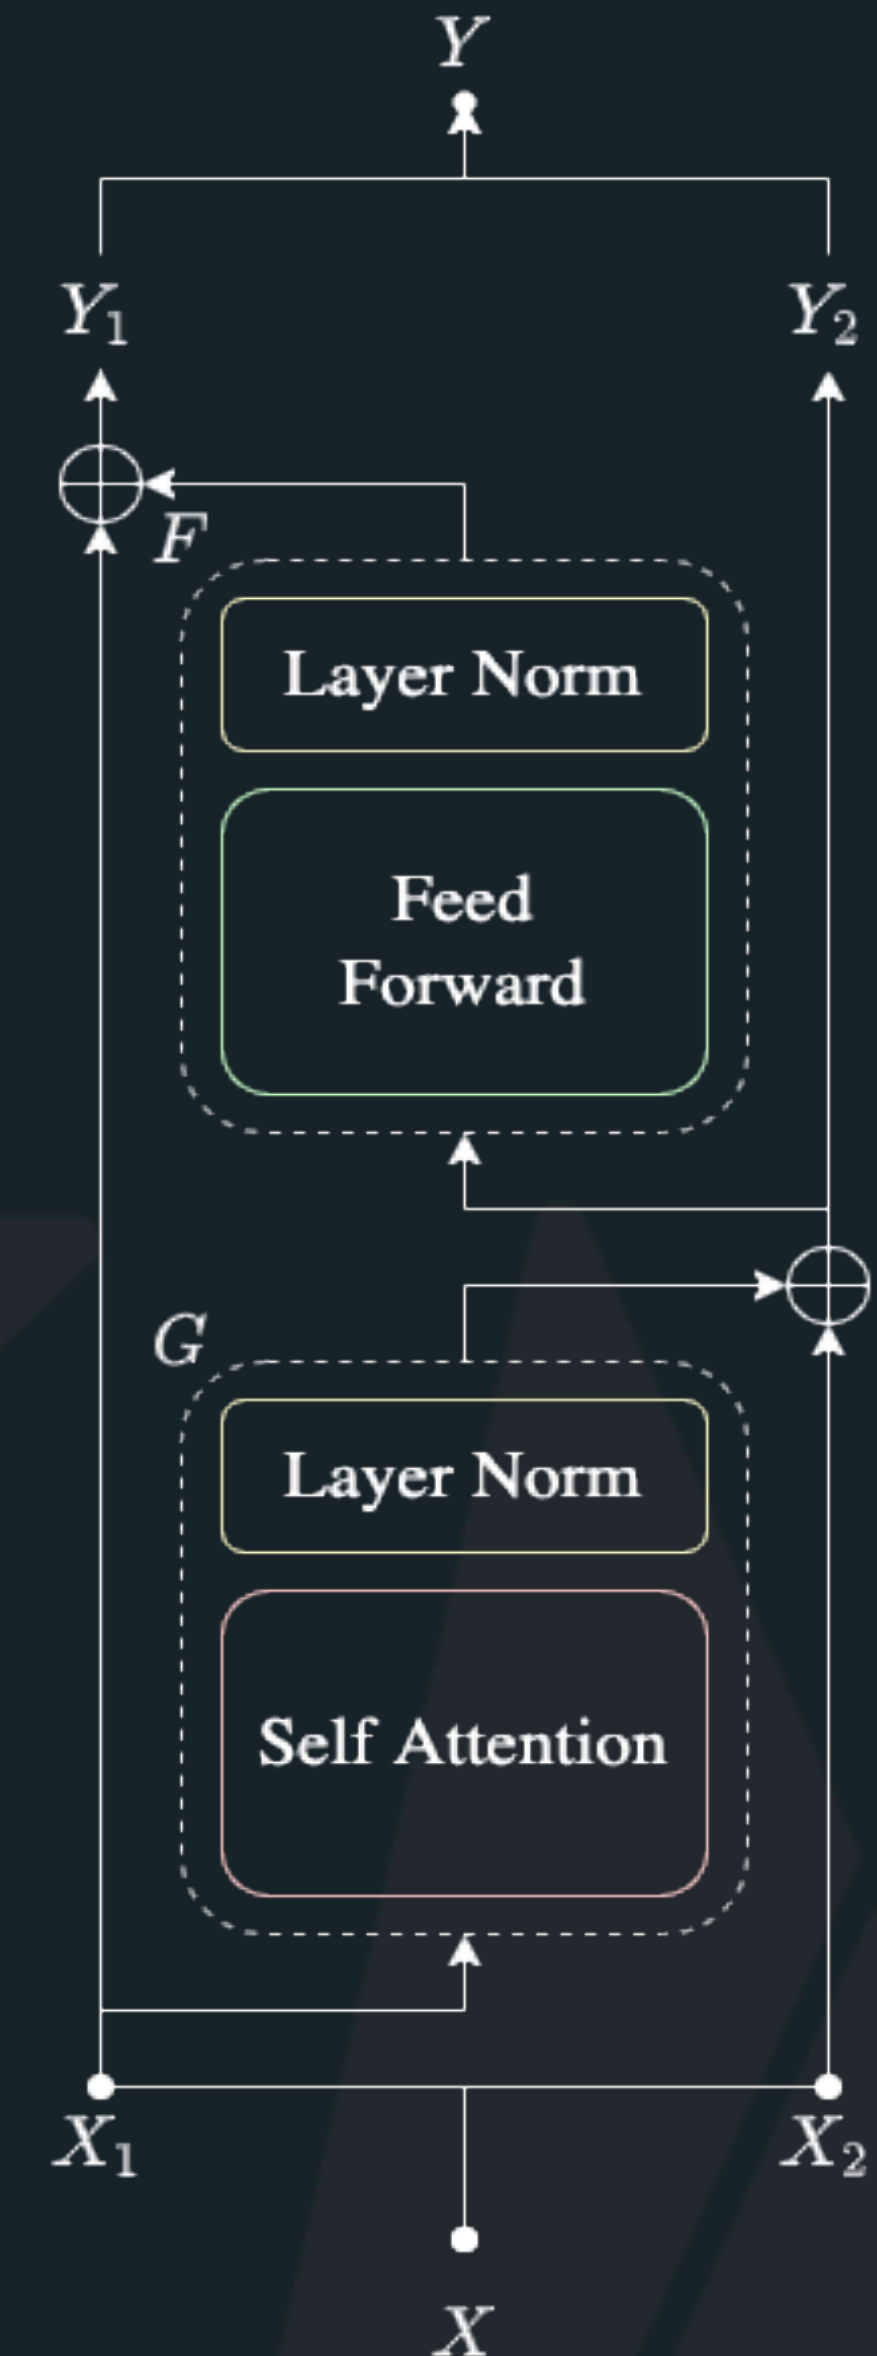 Y
Y₁ Y₂
F
Layer Norm
Feed
Forward
G
Layer Norm
Self Attention
X₁ X₂
X